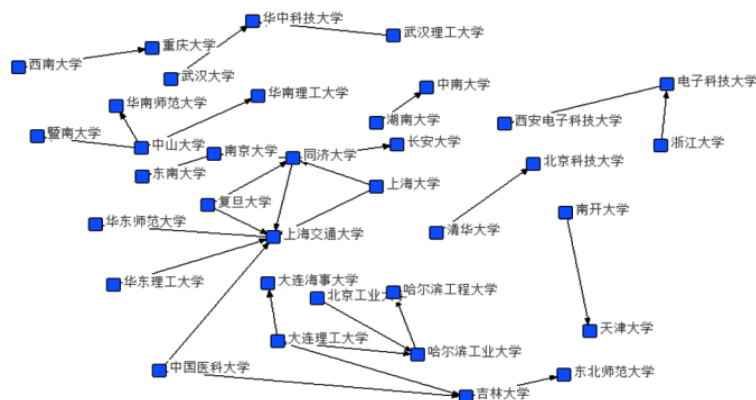 华中科技大学
武汉理工大学
重庆大学
西南大学
武汉大学
中南大学
电子科技大学
华南理工大学
华南师范大学
湖南大学
西安电子科技大学
暨南大学
中山大学
长安大学
浙江大学
南京大学
同济大学
北京科技大学
东南大学
上海大学
复旦大学
南开大学
华东师范大学
上海交通大学
清华大学
华东理工大学
大连海事大学
哈尔滨工程大学
北京工业大
天津大学
大连理工大学
哈尔滨工业大学
中国医科大学
东北师范大学
吉林大学